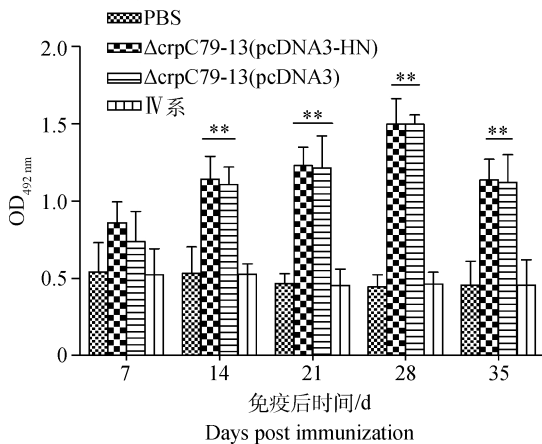 PBS
ΔcrpC79-13(pcDNA3-HN)
ΔcrpC79-13(pcDNA3)
Ⅳ系
2.0
1.5
1.0
0.5
0
OD492 nm
**
**
**
**
7 14 21 28 35
免疫后时间/d
Days post immunization